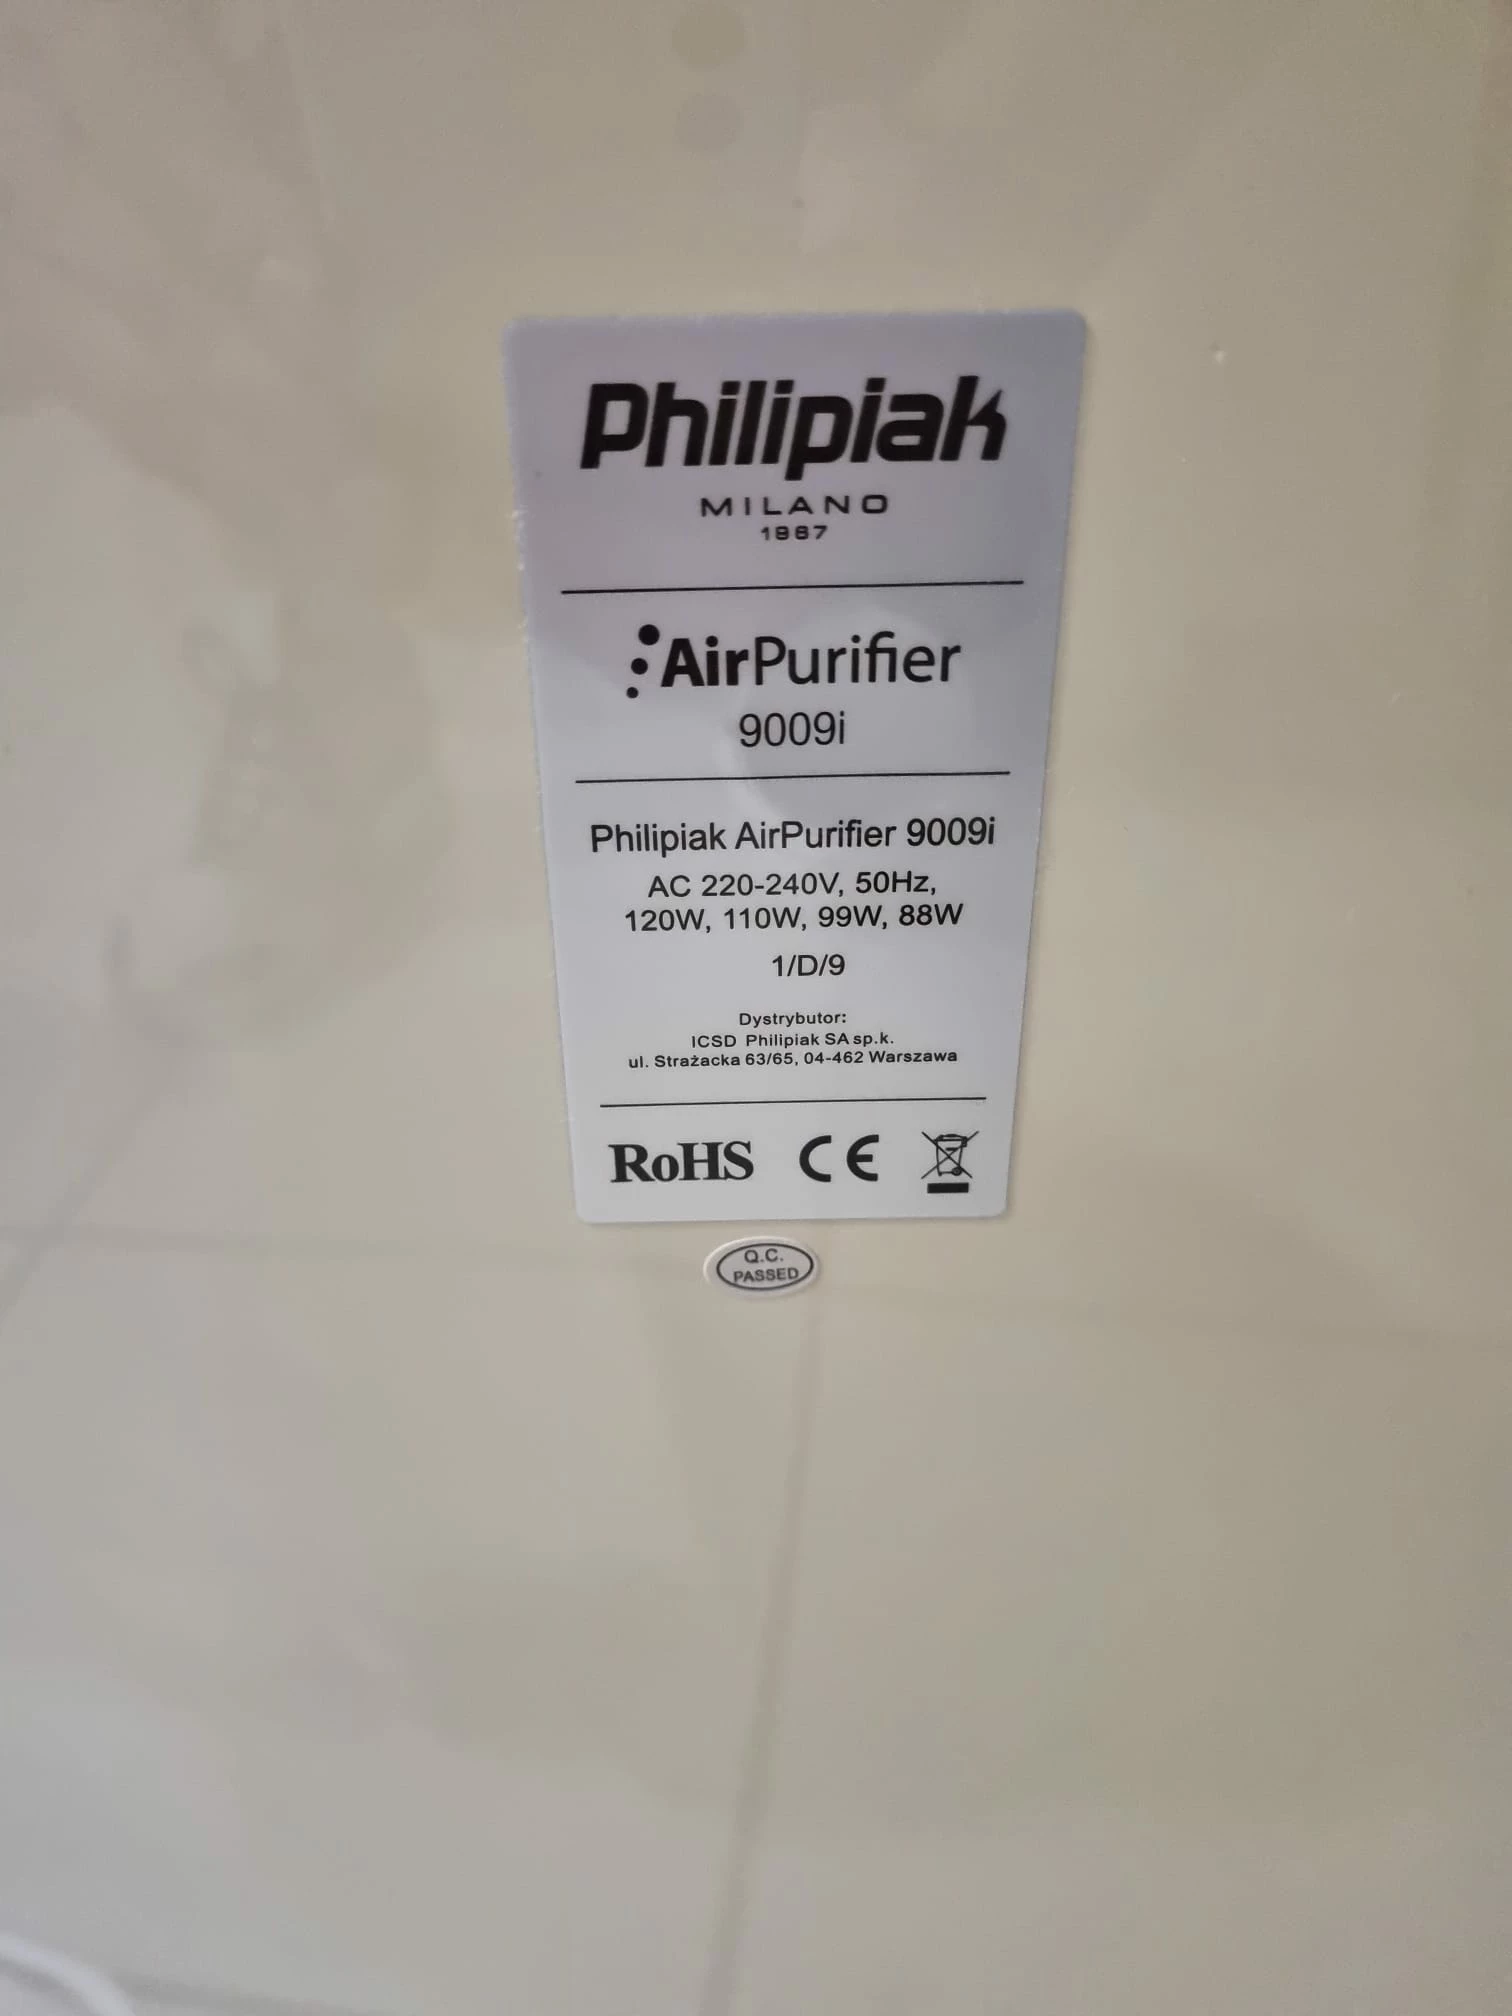 Philipiak
MILANO
1967
AirPurifier
9009i
Philipiak AirPurifier 9009i
AC 220-240V, 50Hz,
120W, 110W, 99W, 88W
1/D/9
Dystrybutor:
ICSD Philipiak SA sp.k.
ul. Strażacka 63/65, 04-462 Warszawa
RoHS CE
Q.C.
PASSED